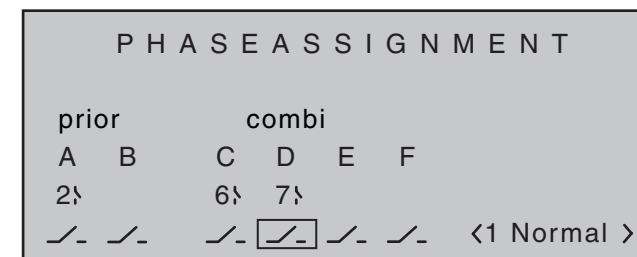 PHASEASSIGNMENT
prior combi
A B C D E F
2 6 7
<1 Normal >